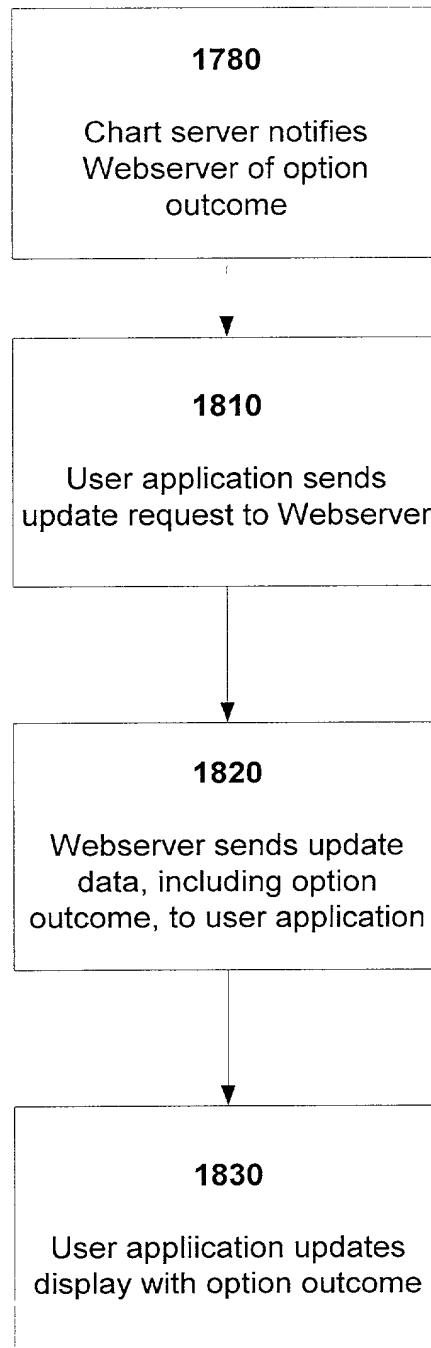 1780
Chart server notifies
Webserver of option
outcome
1810
User application sends
update request to Webserver
1820
Webserver sends update
data, including option
outcome, to user application
1830
User appliication updates
display with option outcome